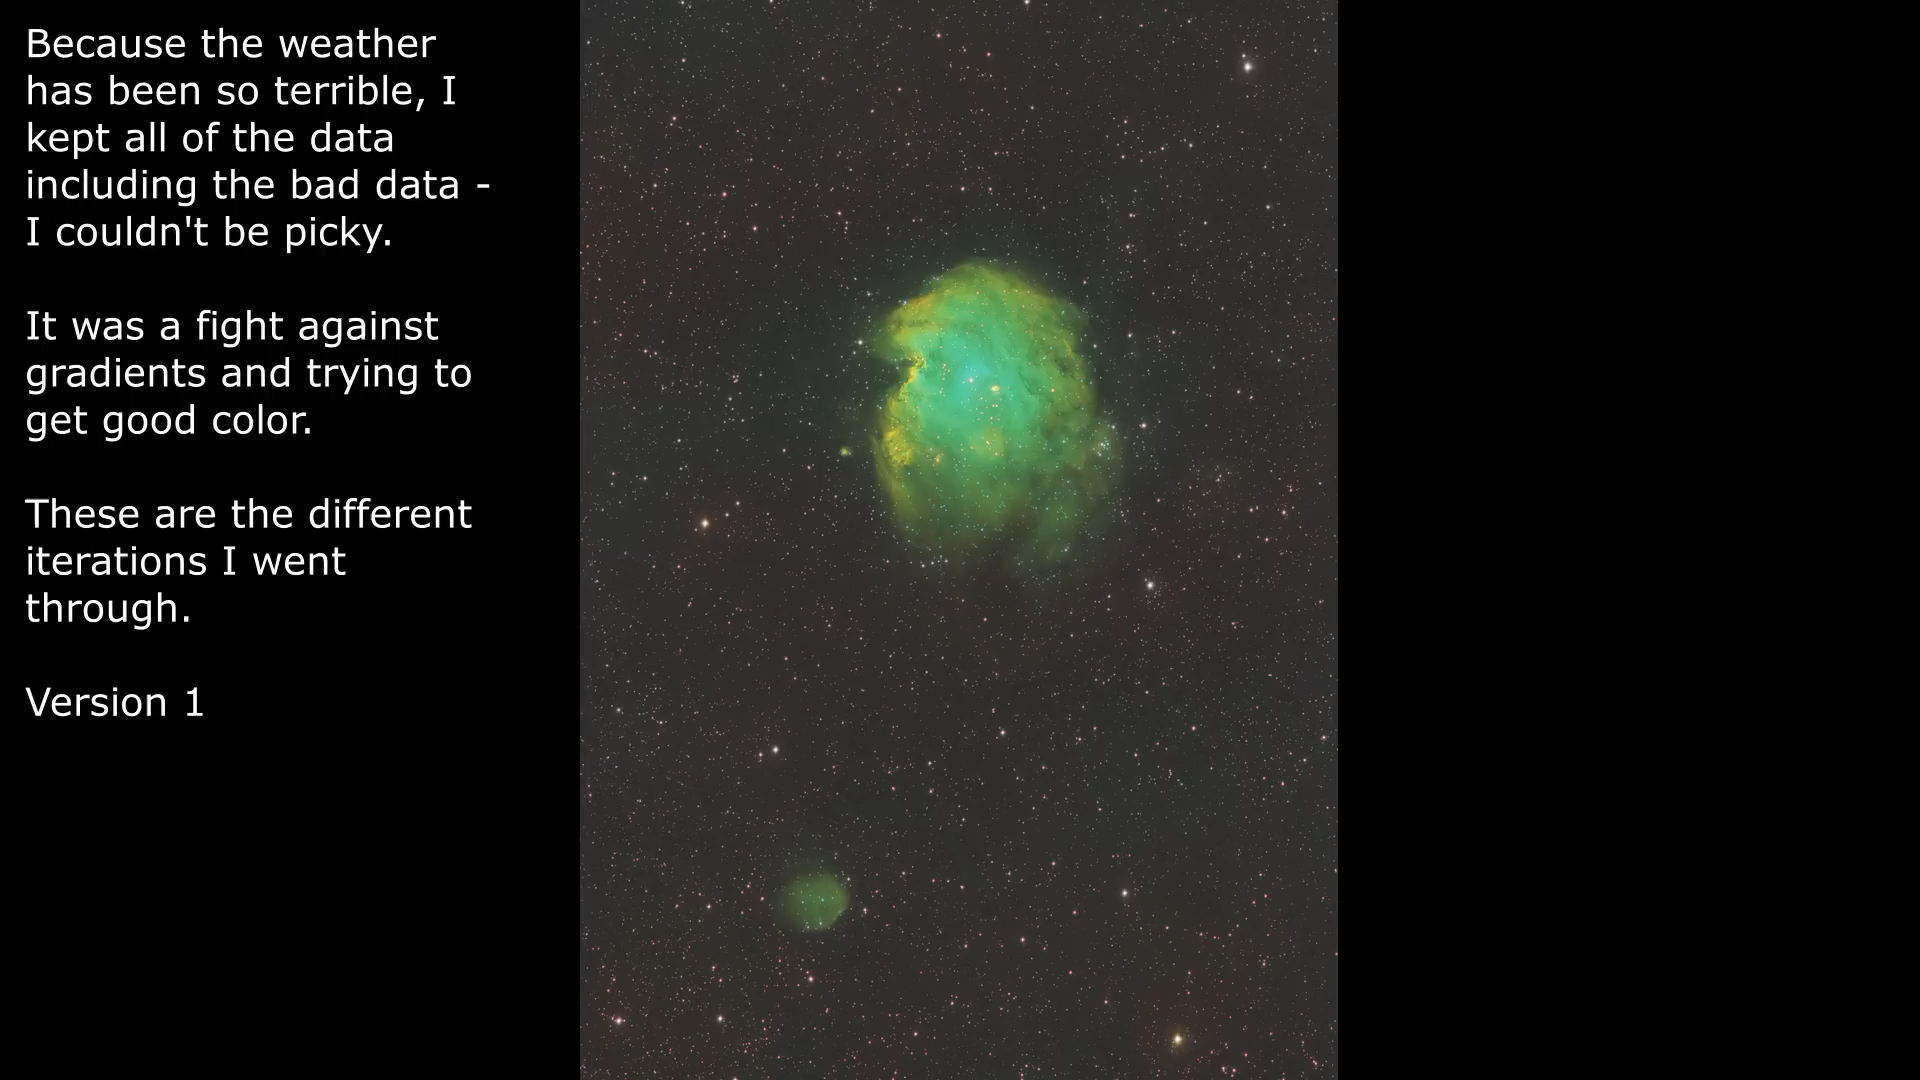 Because the weather
has been so terrible, I
kept all of the data
including the bad data -
I couldn't be picky.
It was a fight against
gradients and trying to
get good color.
These are the different
iterations I went
through.
Version 1